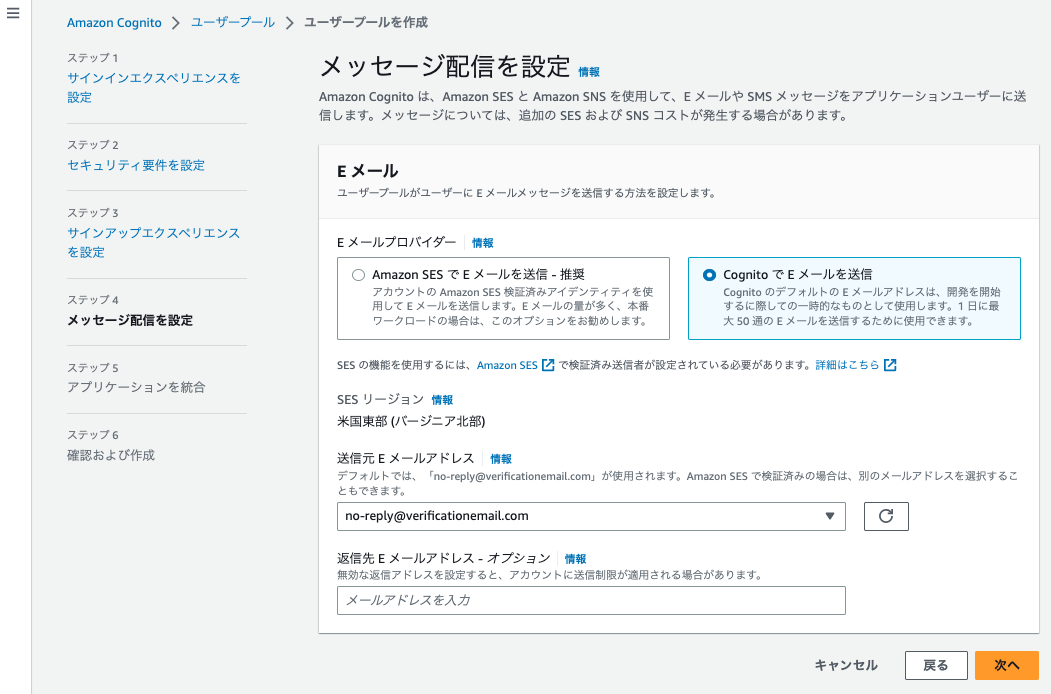 Amazon Cognito > ユーザープール > ユーザープールを作成
ステップ 1
サインインエクスペリエンスを
設定
ステップ 2
セキュリティ要件を設定
ステップ 3
サインアップエクスペリエンス
を設定
ステップ 4
メッセージ配信を設定
ステップ 5
アプリケーションを統合
ステップ 6
確認および作成
メッセージ配信を設定 情報
Amazon Cognito は、Amazon SES と Amazon SNS を使用して、E メールや SMS メッセージをアプリケーションユーザーに送
信します。メッセージについては、追加の SES および SNS コストが発生する場合があります。
E メール
ユーザープールがユーザーに E メールメッセージを送信する方法を設定します。
E メールプロバイダー 情報
Amazon SES で E メールを送信 - 推奨
アカウントの Amazon SES 検証済みアイデンティティを使
用して E メールを送信します。E メールの量が多く、本番
ワークロードの場合は、このオプションをお勧めします。
Cognito で E メールを送信
Cognito のデフォルトの E メールアドレスは、開発を開始
するに際しての一時的なものとして使用します。1 日に最
大 50 通の E メールを送信するために使用できます。
SES の機能を使用するには、Amazon SES で検証済み送信者が設定されている必要があります。詳細はこちら
SES リージョン 情報
米国東部 (バージニア北部)
送信元 E メールアドレス 情報
デフォルトでは、「no-reply@verificationemail.com」が使用されます。Amazon SES で検証済みの場合は、別のメールアドレスを選択するこ
ともできます。
no-reply@verificationemail.com
返信先 E メールアドレス - オプション 情報
無効な返信アドレスを設定すると、アカウントに送信制限が適用される場合があります。
メールアドレスを入力
キャンセル 戻る 次へ